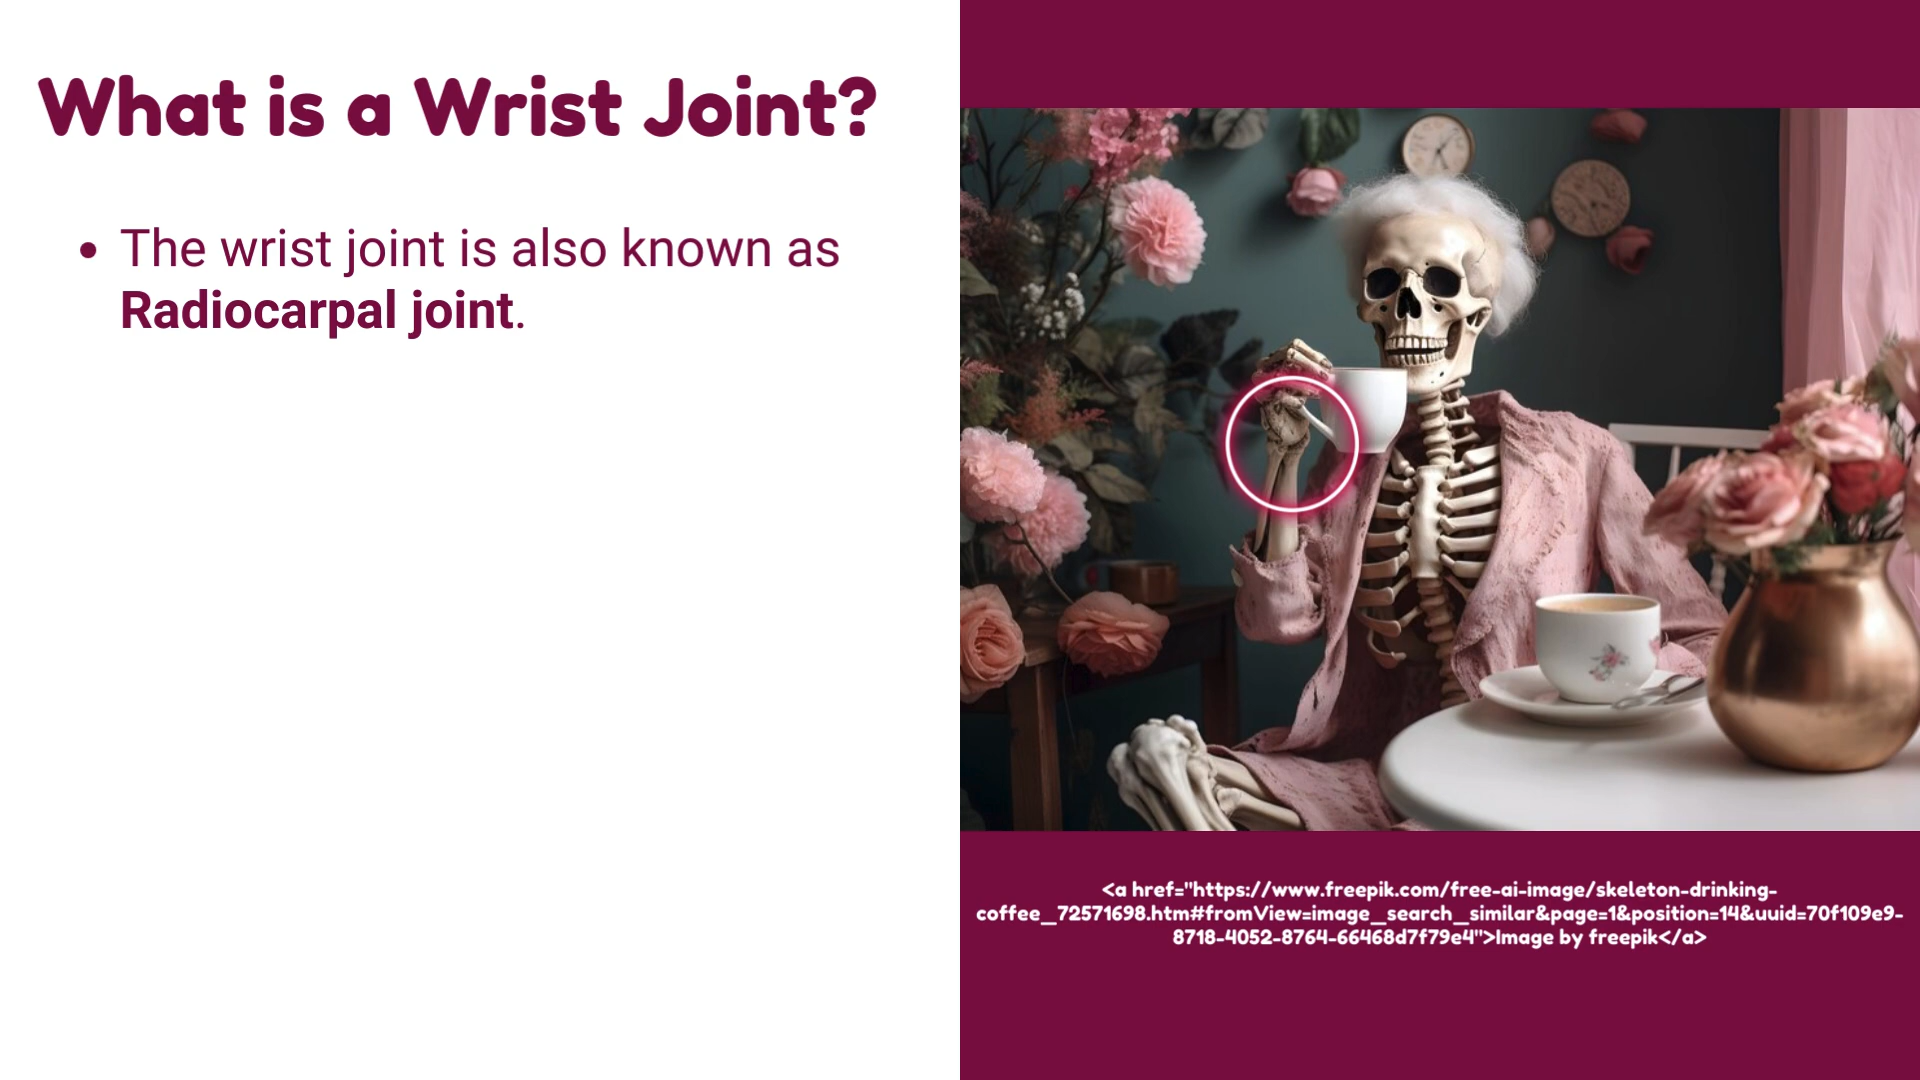 What is a Wrist Joint?
• The wrist joint is also known as
Radiocarpal joint.
<a href="https://www.freepik.com/free-ai-image/skeleton-drinking-
coffee_72571698.htm#fromView=image_search_similar&page=1&position=14&uuid=70f109e9-
8718-4052-8764-66468d7f79e4">Image by freepik</a>